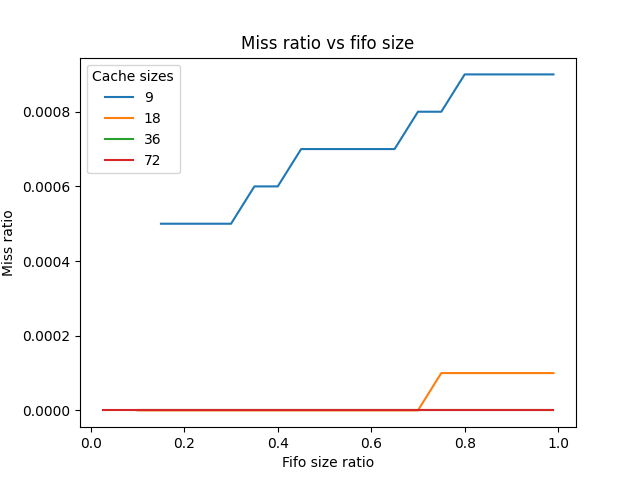 Miss ratio vs fifo size
Cache sizes
9
18
36
72
Miss ratio
0.0008
0.0006
0.0004
0.0002
0.0000
0.0 0.2 0.4 0.6 0.8 1.0
Fifo size ratio